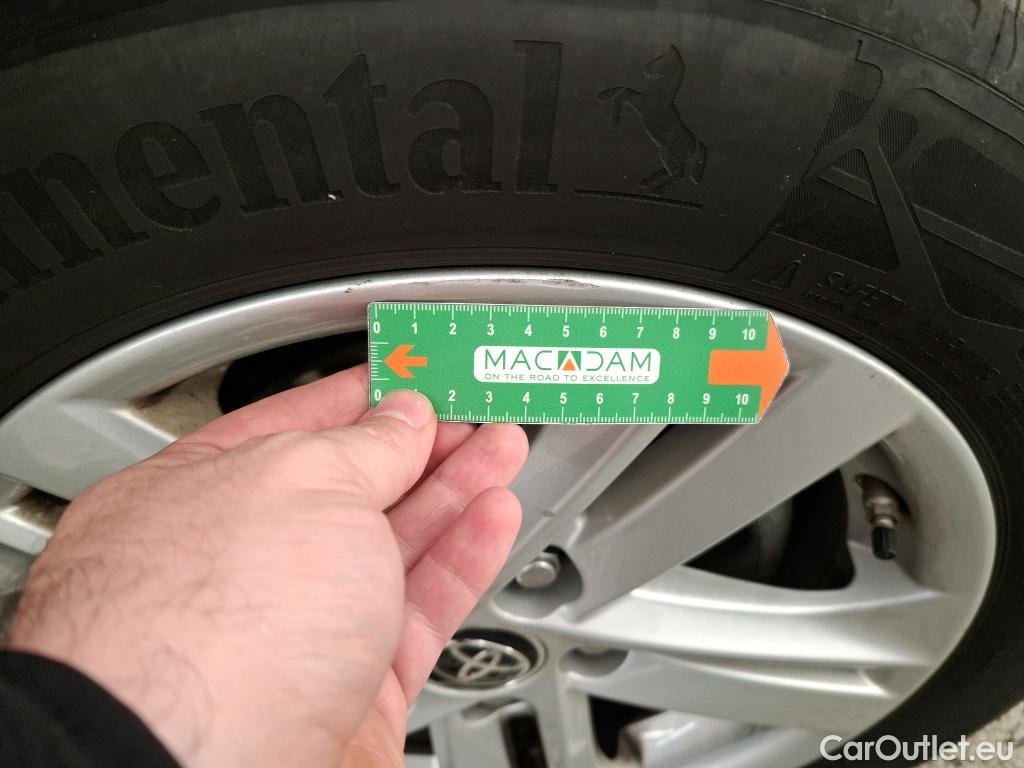 nental
SAFETY
0 1 2 3 4 5 6 7 8 9 10
MACADAM
ON THE ROAD TO EXCELLENCE
0 2 3 4 5 6 7 8 9 10
CarOutlet.eu